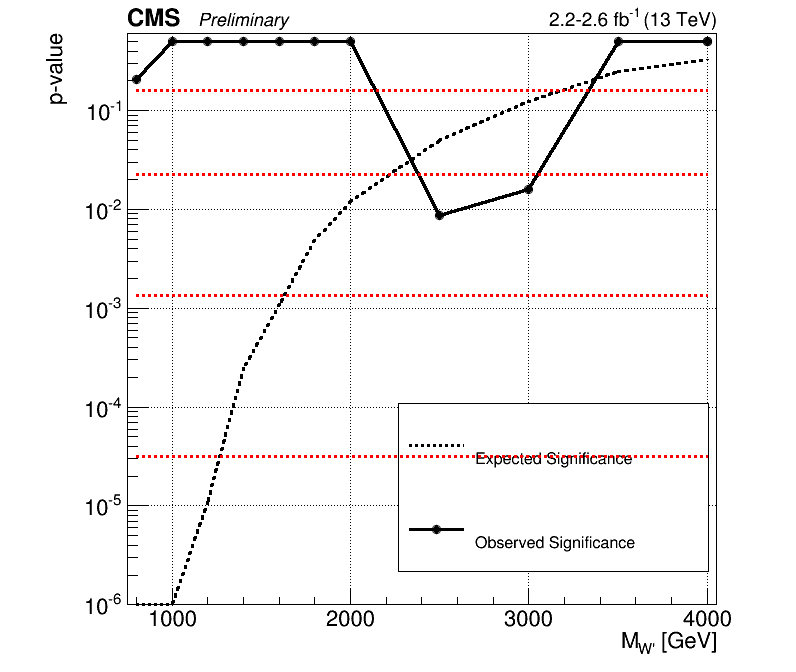 CMS Preliminary 2.2-2.6 fb⁻¹ (13 TeV)
p-value
10⁻¹
10⁻²
10⁻³
10⁻⁴
10⁻⁵
10⁻⁶
Expected Significance
Observed Significance
1000 2000 3000 4000
M_W' [GeV]